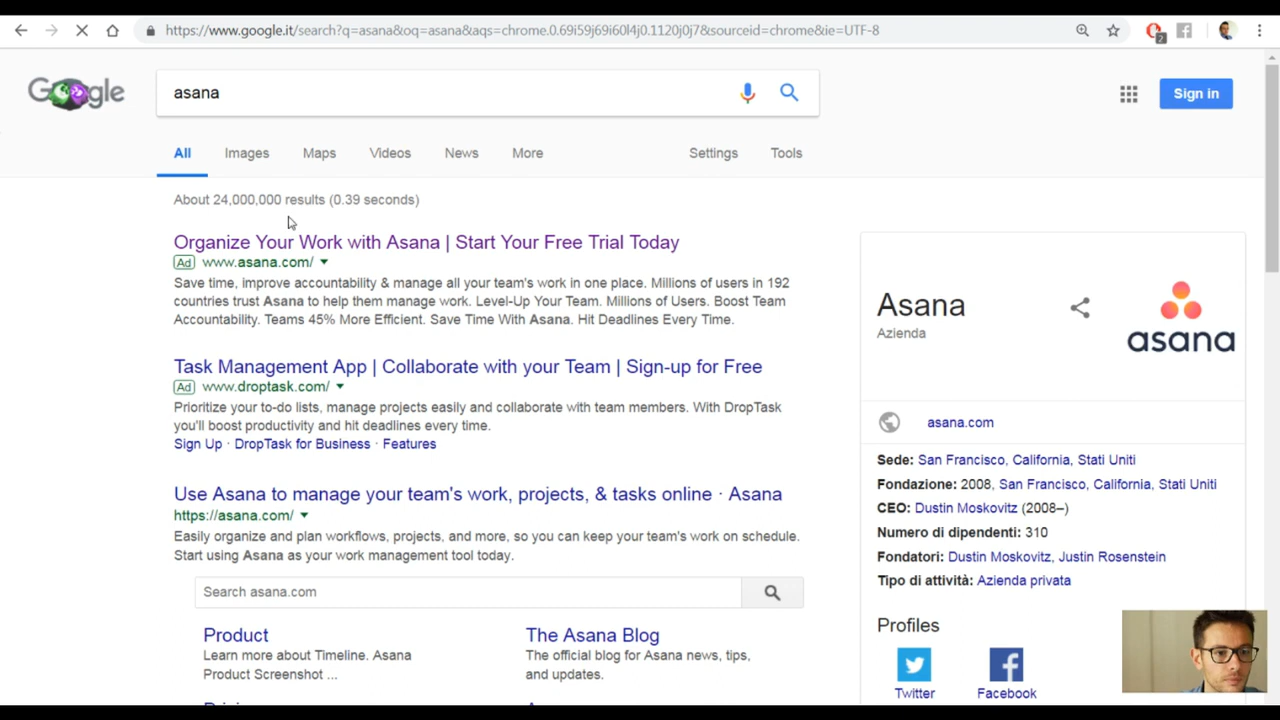 https://www.google.it/search?q=asana&oq=asana&aqs=chrome.0.69i59j69i60l4j0.1120j0j7&sourceid=chrome&ie=UTF-8
2
Google
asana
Sign in
All Images Maps Videos News More Settings Tools
About 24,000,000 results (0.39 seconds)
Organize Your Work with Asana | Start Your Free Trial Today
Ad www.asana.com/
Save time, improve accountability & manage all your team's work in one place. Millions of users in 192
countries trust Asana to help them manage work. Level-Up Your Team. Millions of Users. Boost Team
Accountability. Teams 45% More Efficient. Save Time With Asana. Hit Deadlines Every Time.
Task Management App | Collaborate with your Team | Sign-up for Free
Ad www.droptask.com/
Prioritize your to-do lists, manage projects easily and collaborate with team members. With DropTask
you'll boost productivity and hit deadlines every time.
Sign Up · DropTask for Business · Features
Use Asana to manage your team's work, projects, & tasks online · Asana
https://asana.com/
Easily organize and plan workflows, projects, and more, so you can keep your team's work on schedule.
Start using Asana as your work management tool today.
Search asana.com
Product
Learn more about Timeline. Asana
Product Screenshot ...
The Asana Blog
The official blog for Asana news, tips,
and updates.
Asana
Azienda
asana
asana.com
Sede: San Francisco, California, Stati Uniti
Fondazione: 2008, San Francisco, California, Stati Uniti
CEO: Dustin Moskovitz (2008–)
Numero di dipendenti: 310
Fondatori: Dustin Moskovitz, Justin Rosenstein
Tipo di attività: Azienda privata
Profiles
Twitter
Facebook